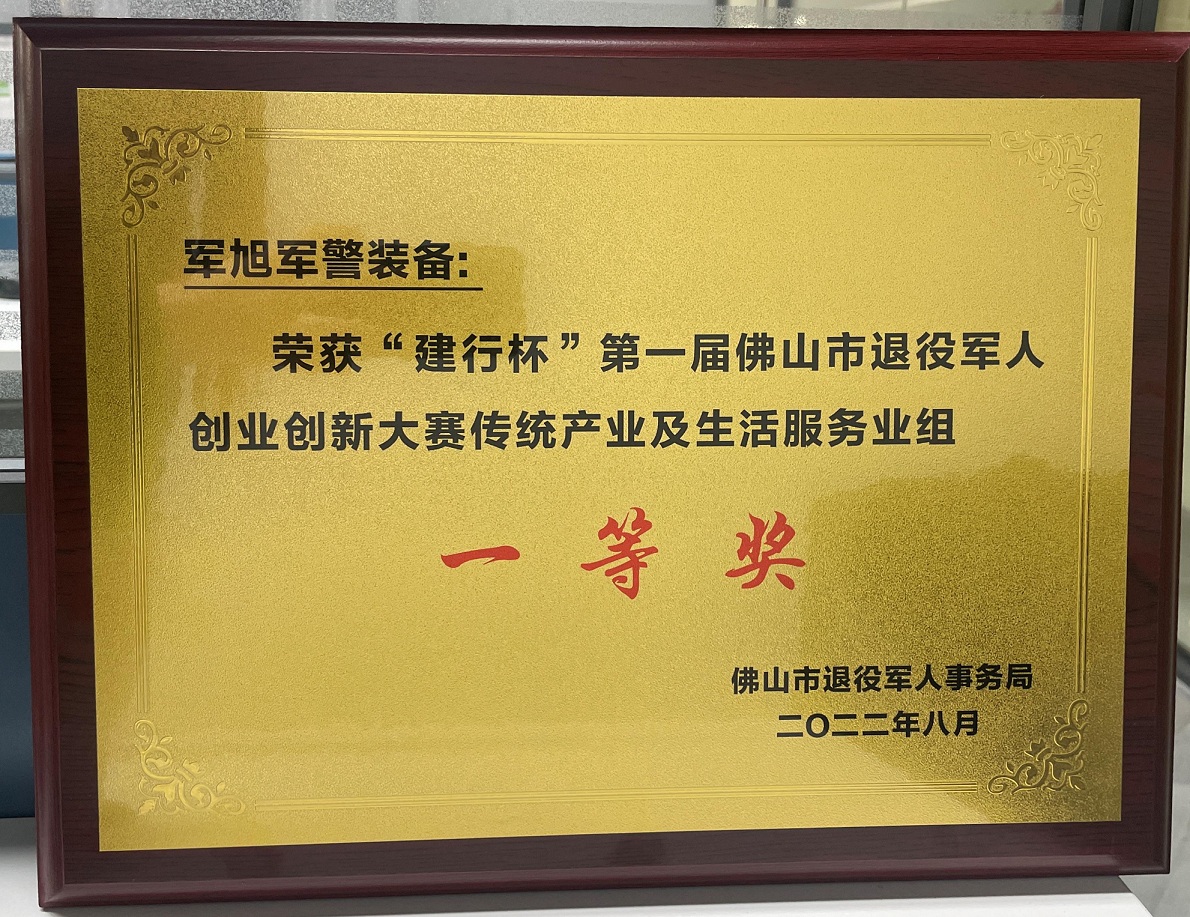 军旭军警装备:
荣获“建行杯”第一届佛山市退役军人
创业创新大赛传统产业及生活服务业组
一等奖
佛山市退役军人事务局
二〇二二年八月